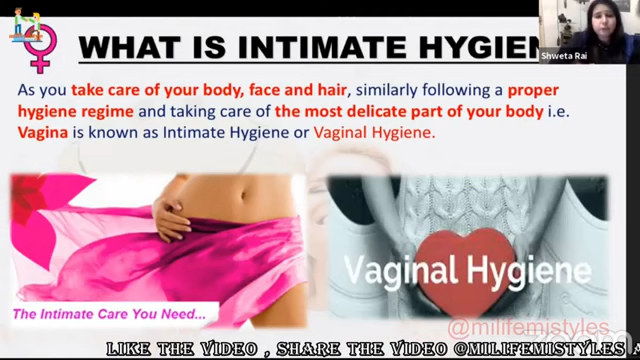 WHAT IS INTIMATE HYGIEN
Shweta Rai
As you take care of your body, face and hair, similarly following a proper
hygiene regime and taking care of the most delicate part of your body i.e.
Vagina is known as Intimate Hygiene or Vaginal Hygiene.
The Intimate Care You Need...
Vaginal Hygiene
@milifemistyles
LIKE THE VIDEO , SHARE THE VIDEO @MILIFEMISTYLES A